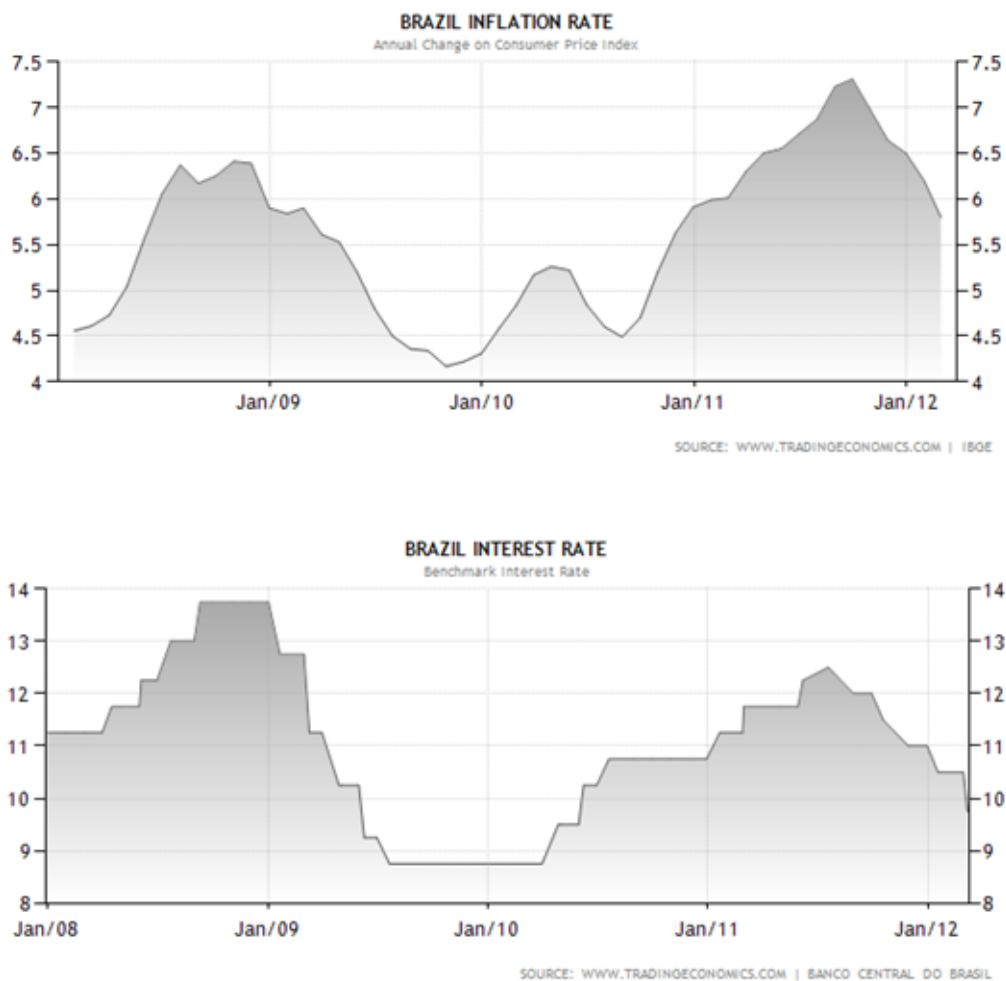 BRAZIL INFLATION RATE
Annual Change on Consumer Price Index
7.5 7.5
7 7
6.5 6.5
6 6
5.5 5.5
5 5
4.5 4.5
4 4
Jan/09 Jan/10 Jan/11 Jan/12
SOURCE: WWW.TRADINGECONOMICS.COM | IBGE
BRAZIL INTEREST RATE
Benchmark Interest Rate
14 14
13 13
12 12
11 11
10 10
9 9
8 8
Jan/08 Jan/09 Jan/10 Jan/11 Jan/12
SOURCE: WWW.TRADINGECONOMICS.COM | BANCO CENTRAL DO BRASIL